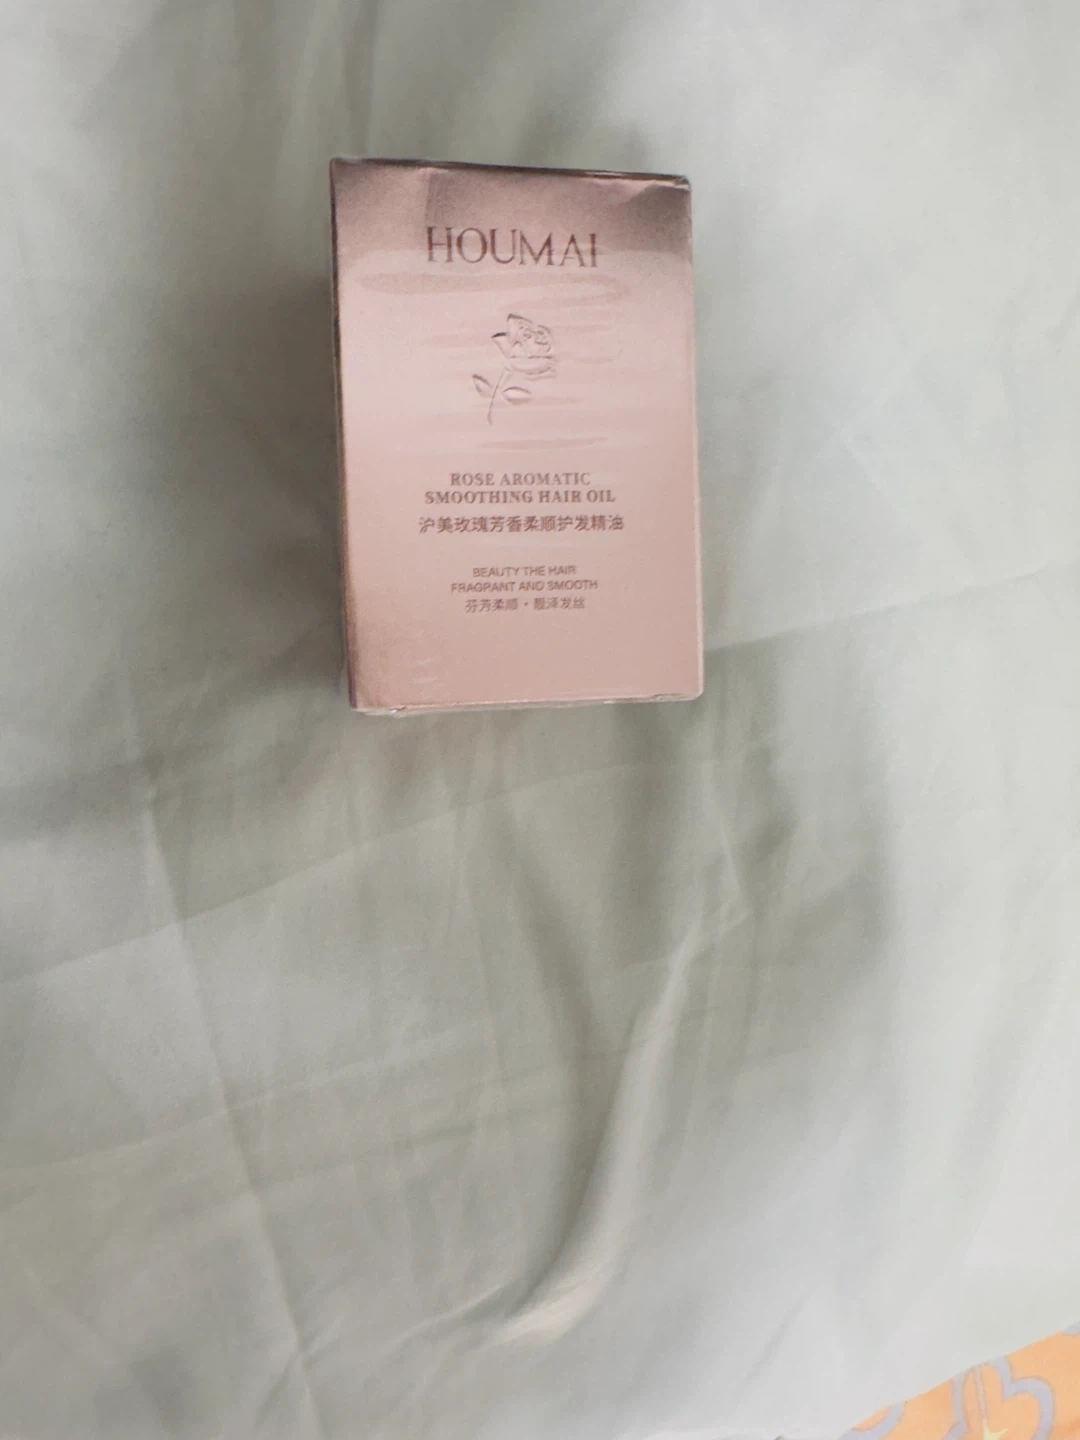 HOUMAI
ROSE AROMATIC
SMOOTHING HAIR OIL
沪美玫瑰芳香柔顺护发精油
BEAUTY THE HAIR
FRAGRANT AND SMOOTH
芬芳柔顺·靓泽发丝